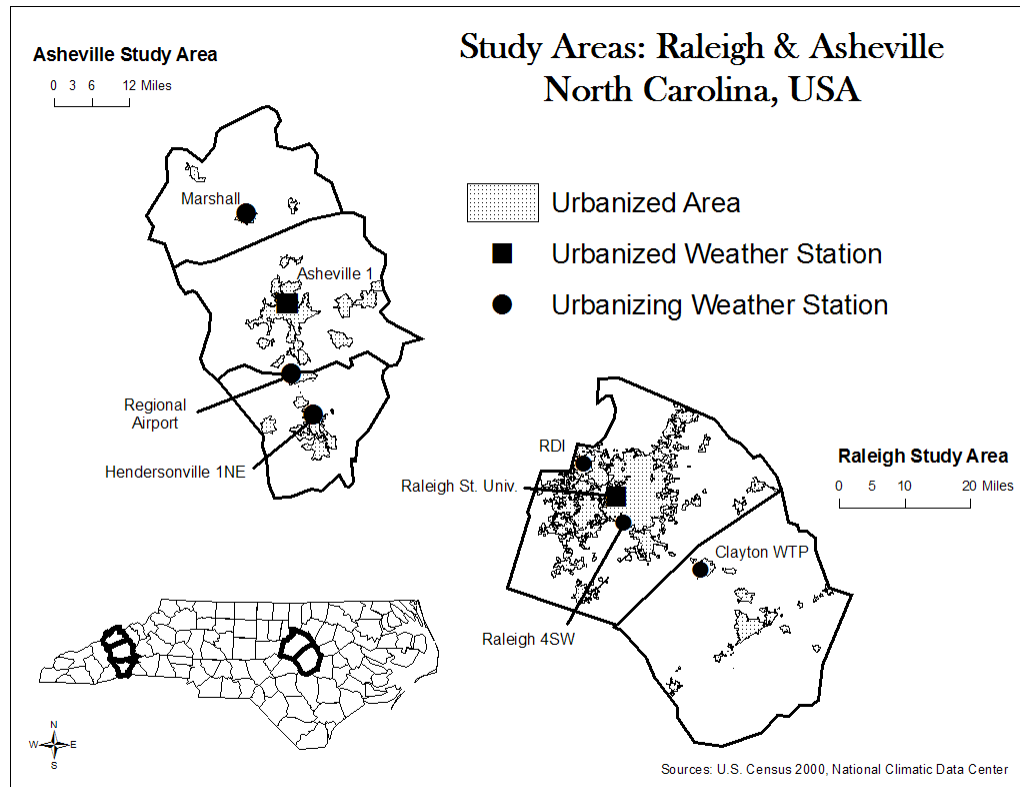 Study Areas: Raleigh & Asheville
North Carolina, USA
Asheville Study Area
0 3 6 12 Miles
Urbanized Area
Urbanized Weather Station
Urbanizing Weather Station
Marshall
Asheville 1
Regional
Airport
Hendersonville 1NE
RDI
Raleigh St. Univ.
Raleigh Study Area
0 5 10 20 Miles
Clayton WTP
Raleigh 4SW
N
W E
S
Sources: U.S. Census 2000, National Climatic Data Center